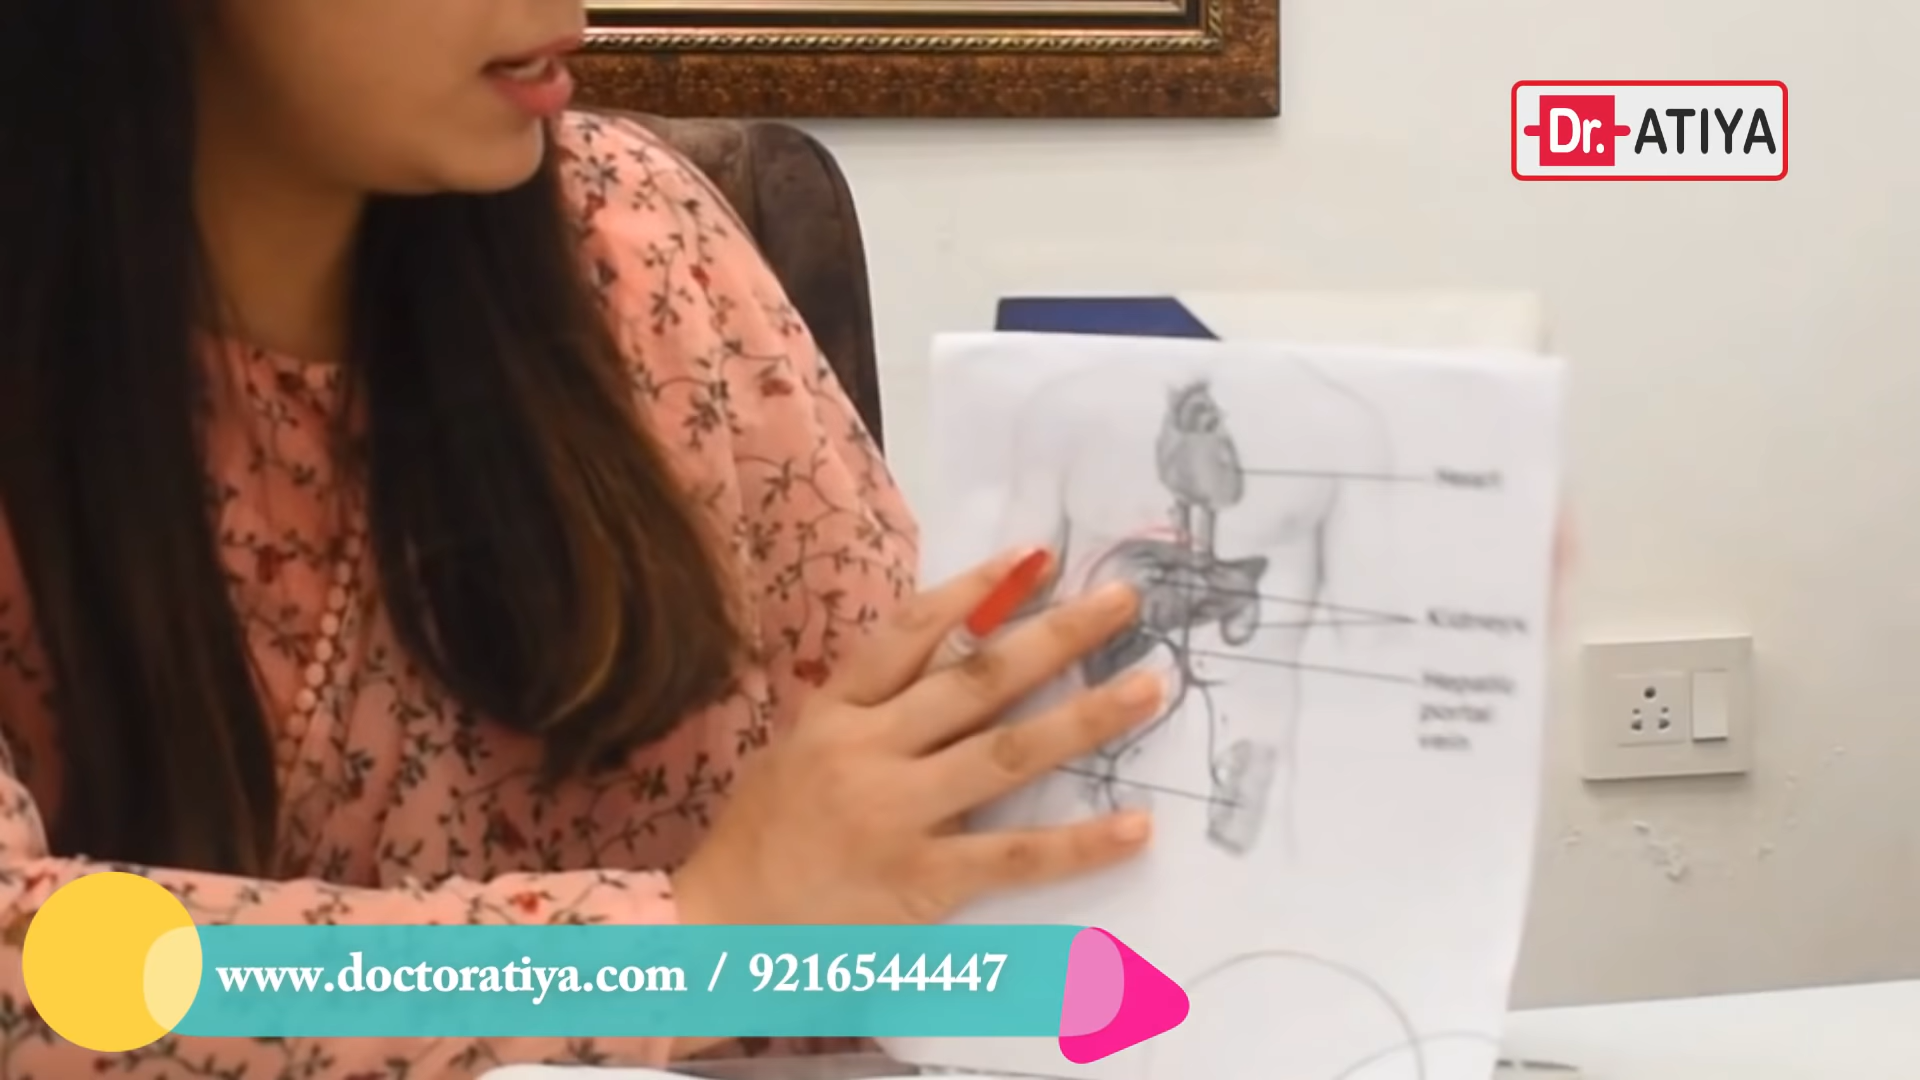 Dr. ATIYA
Heart
Kidneys
Hepatic
portal
vein
www.doctoratiya.com / 9216544447